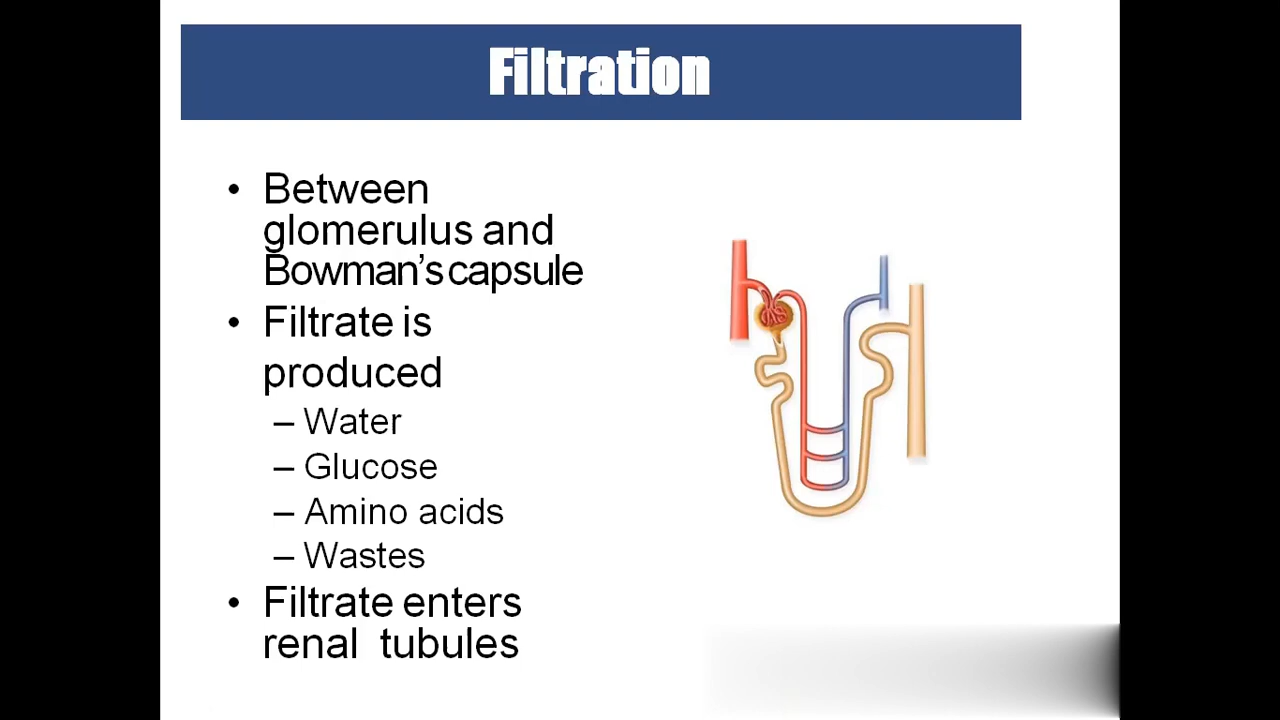 Filtration
• Between
glomerulus and
Bowman's capsule
• Filtrate is
produced
– Water
– Glucose
– Amino acids
– Wastes
• Filtrate enters
renal tubules